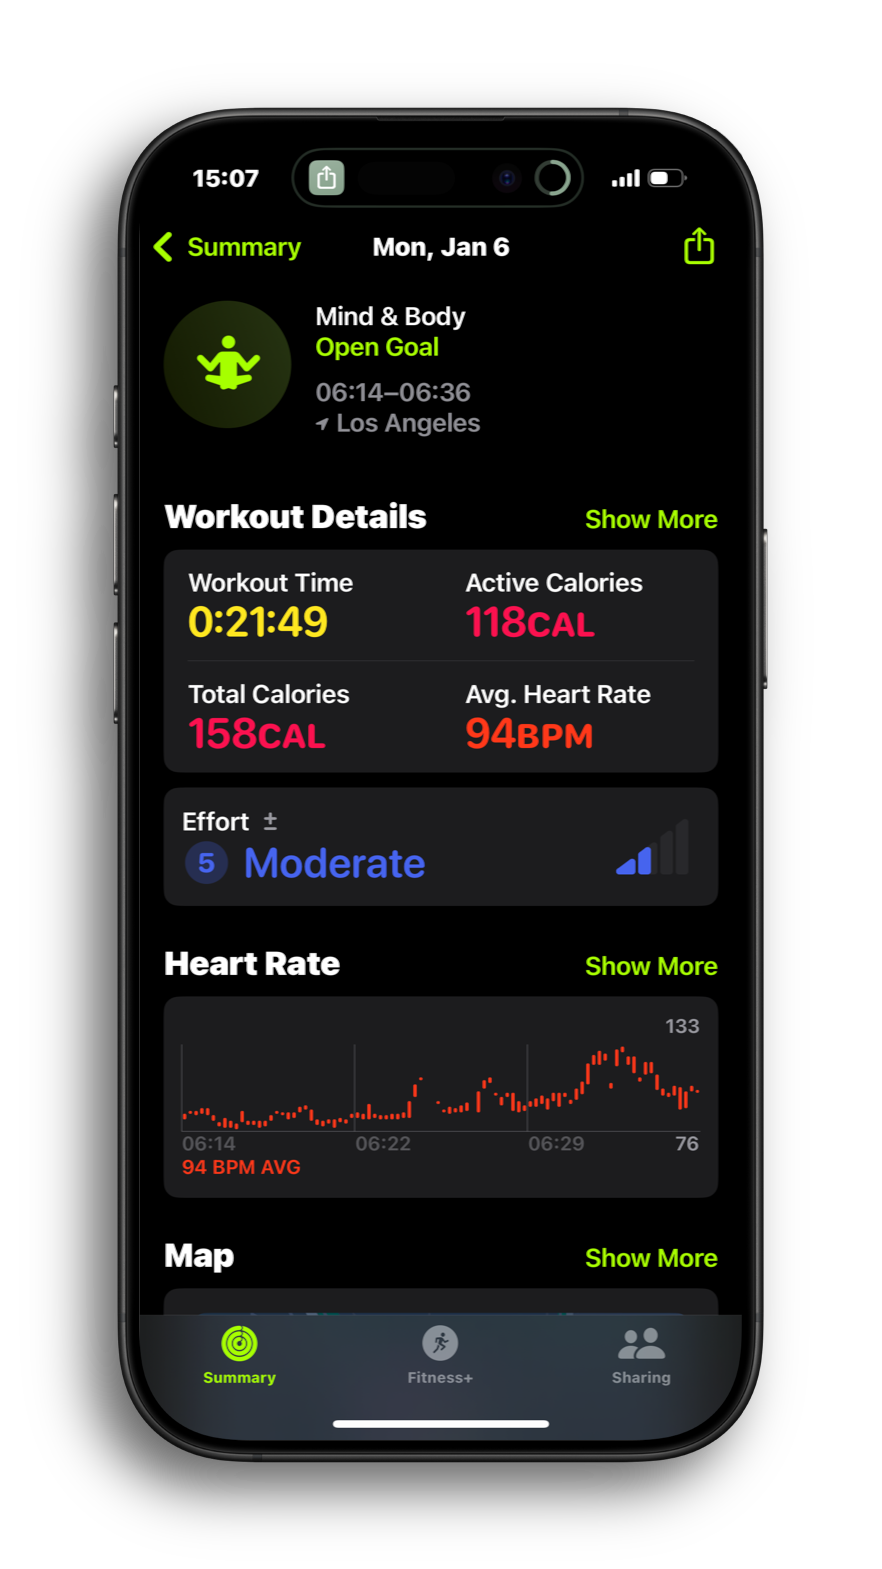 15:07
Summary
Mon, Jan 6
Mind & Body
Open Goal
06:14–06:36
Los Angeles
Workout Details
Show More
Workout Time
Active Calories
0:21:49
118CAL
Total Calories
Avg. Heart Rate
158CAL
94BPM
Effort ±
5 Moderate
Heart Rate
Show More
133
06:14
06:22
06:29
76
94 BPM AVG
Map
Show More
Summary
Fitness+
Sharing